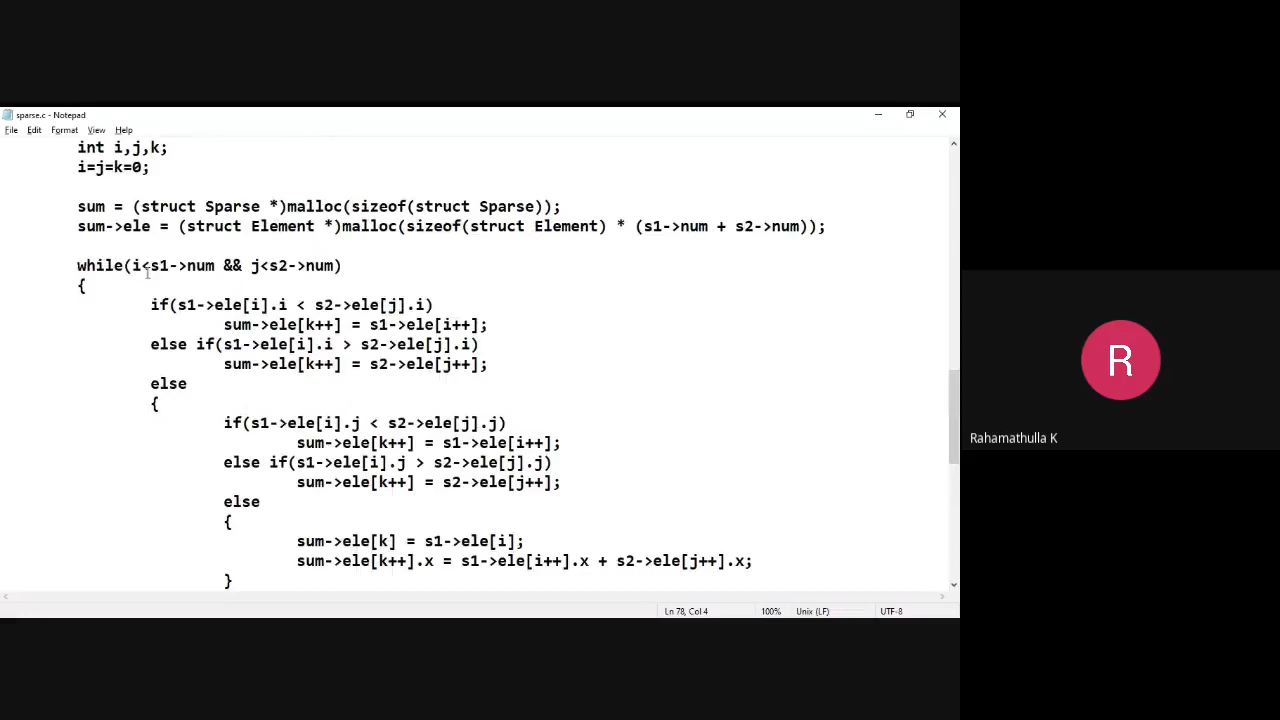 sparse.c - Notepad
File Edit Format View Help
int i,j,k;
i=j=k=0;
sum = (struct Sparse *)malloc(sizeof(struct Sparse));
sum->ele = (struct Element *)malloc(sizeof(struct Element) * (s1->num + s2->num));
while(i<s1->num && j<s2->num)
{
if(s1->ele[i].i < s2->ele[j].i)
sum->ele[k++] = s1->ele[i++];
else if(s1->ele[i].i > s2->ele[j].i)
sum->ele[k++] = s2->ele[j++];
else
{
if(s1->ele[i].j < s2->ele[j].j)
sum->ele[k++] = s1->ele[i++];
else if(s1->ele[i].j > s2->ele[j].j)
sum->ele[k++] = s2->ele[j++];
else
{
sum->ele[k] = s1->ele[i];
sum->ele[k++].x = s1->ele[i++].x + s2->ele[j++].x;
}
Ln 78, Col 4 100% Unix (LF) UTF-8
R
Rahamathulla K